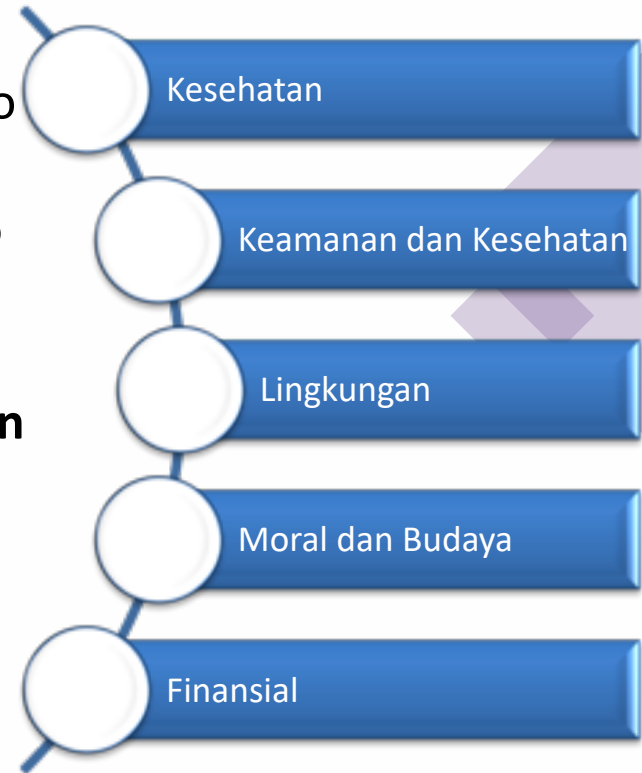 Kesehatan
Keamanan dan Kesehatan
Lingkungan
n
Moral dan Budaya
Finansial